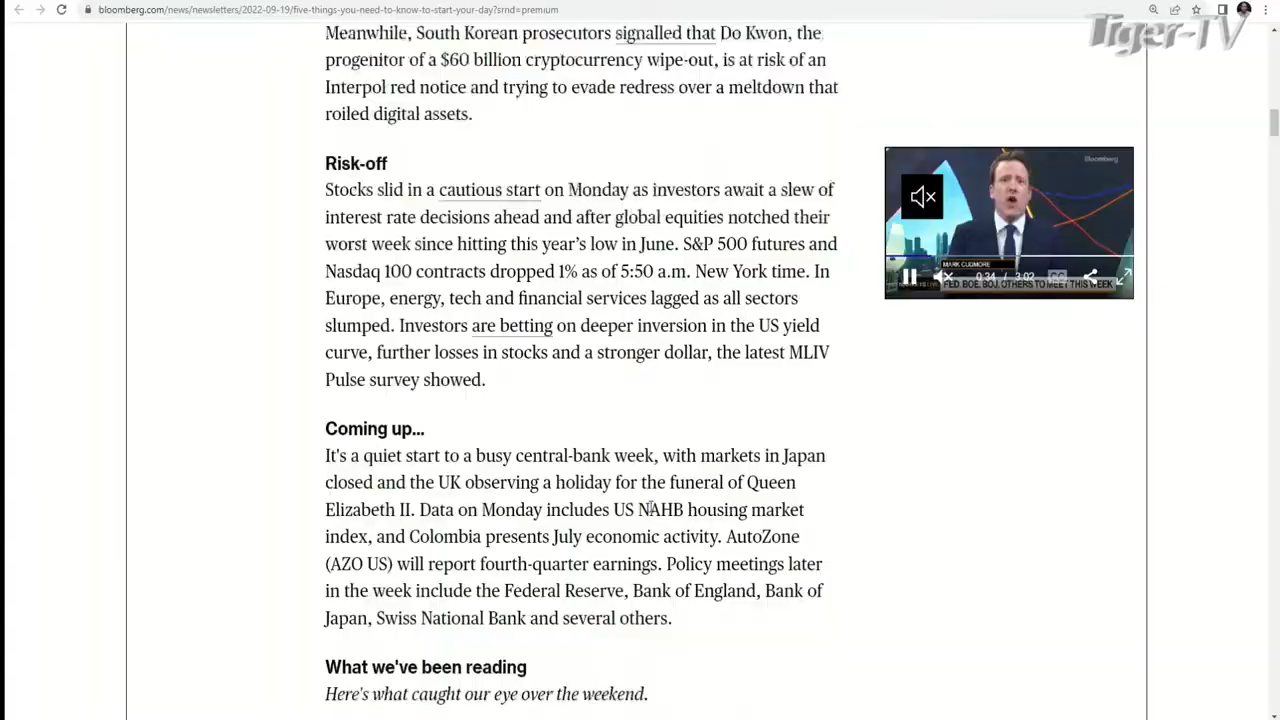 bloomberg.com/news/newsletters/2022-09-19/five-things-you-need-to-know-to-start-your-day?srnd=premium
Tiger-TV
Meanwhile, South Korean prosecutors signalled that Do Kwon, the
progenitor of a $60 billion cryptocurrency wipe-out, is at risk of an
Interpol red notice and trying to evade redress over a meltdown that
roiled digital assets.
Risk-off
Stocks slid in a cautious start on Monday as investors await a slew of
interest rate decisions ahead and after global equities notched their
worst week since hitting this year's low in June. S&P 500 futures and
Nasdaq 100 contracts dropped 1% as of 5:50 a.m. New York time. In
Europe, energy, tech and financial services lagged as all sectors
slumped. Investors are betting on deeper inversion in the US yield
curve, further losses in stocks and a stronger dollar, the latest MLIV
Pulse survey showed.
Bloomberg
MARK CUDMORE
0:34 / 3:02
CC
FED, BOE, BOJ, OTHERS TO MEET THIS WEEK
Coming up...
It's a quiet start to a busy central-bank week, with markets in Japan
closed and the UK observing a holiday for the funeral of Queen
Elizabeth II. Data on Monday includes US NAHB housing market
index, and Colombia presents July economic activity. AutoZone
(AZO US) will report fourth-quarter earnings. Policy meetings later
in the week include the Federal Reserve, Bank of England, Bank of
Japan, Swiss National Bank and several others.
What we've been reading
Here's what caught our eye over the weekend.